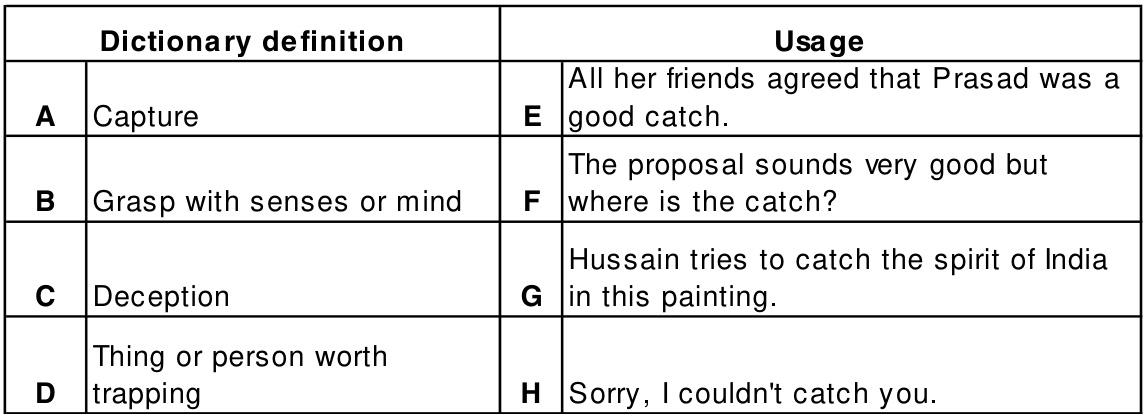 Dictionary definition Usage
A Capture E All her friends agreed that Prasad was a
good catch.
B Grasp with senses or mind F The proposal sounds very good but
where is the catch?
C Deception G Hussain tries to catch the spirit of India
in this painting.
D Thing or person worth
trapping H Sorry, I couldn't catch you.